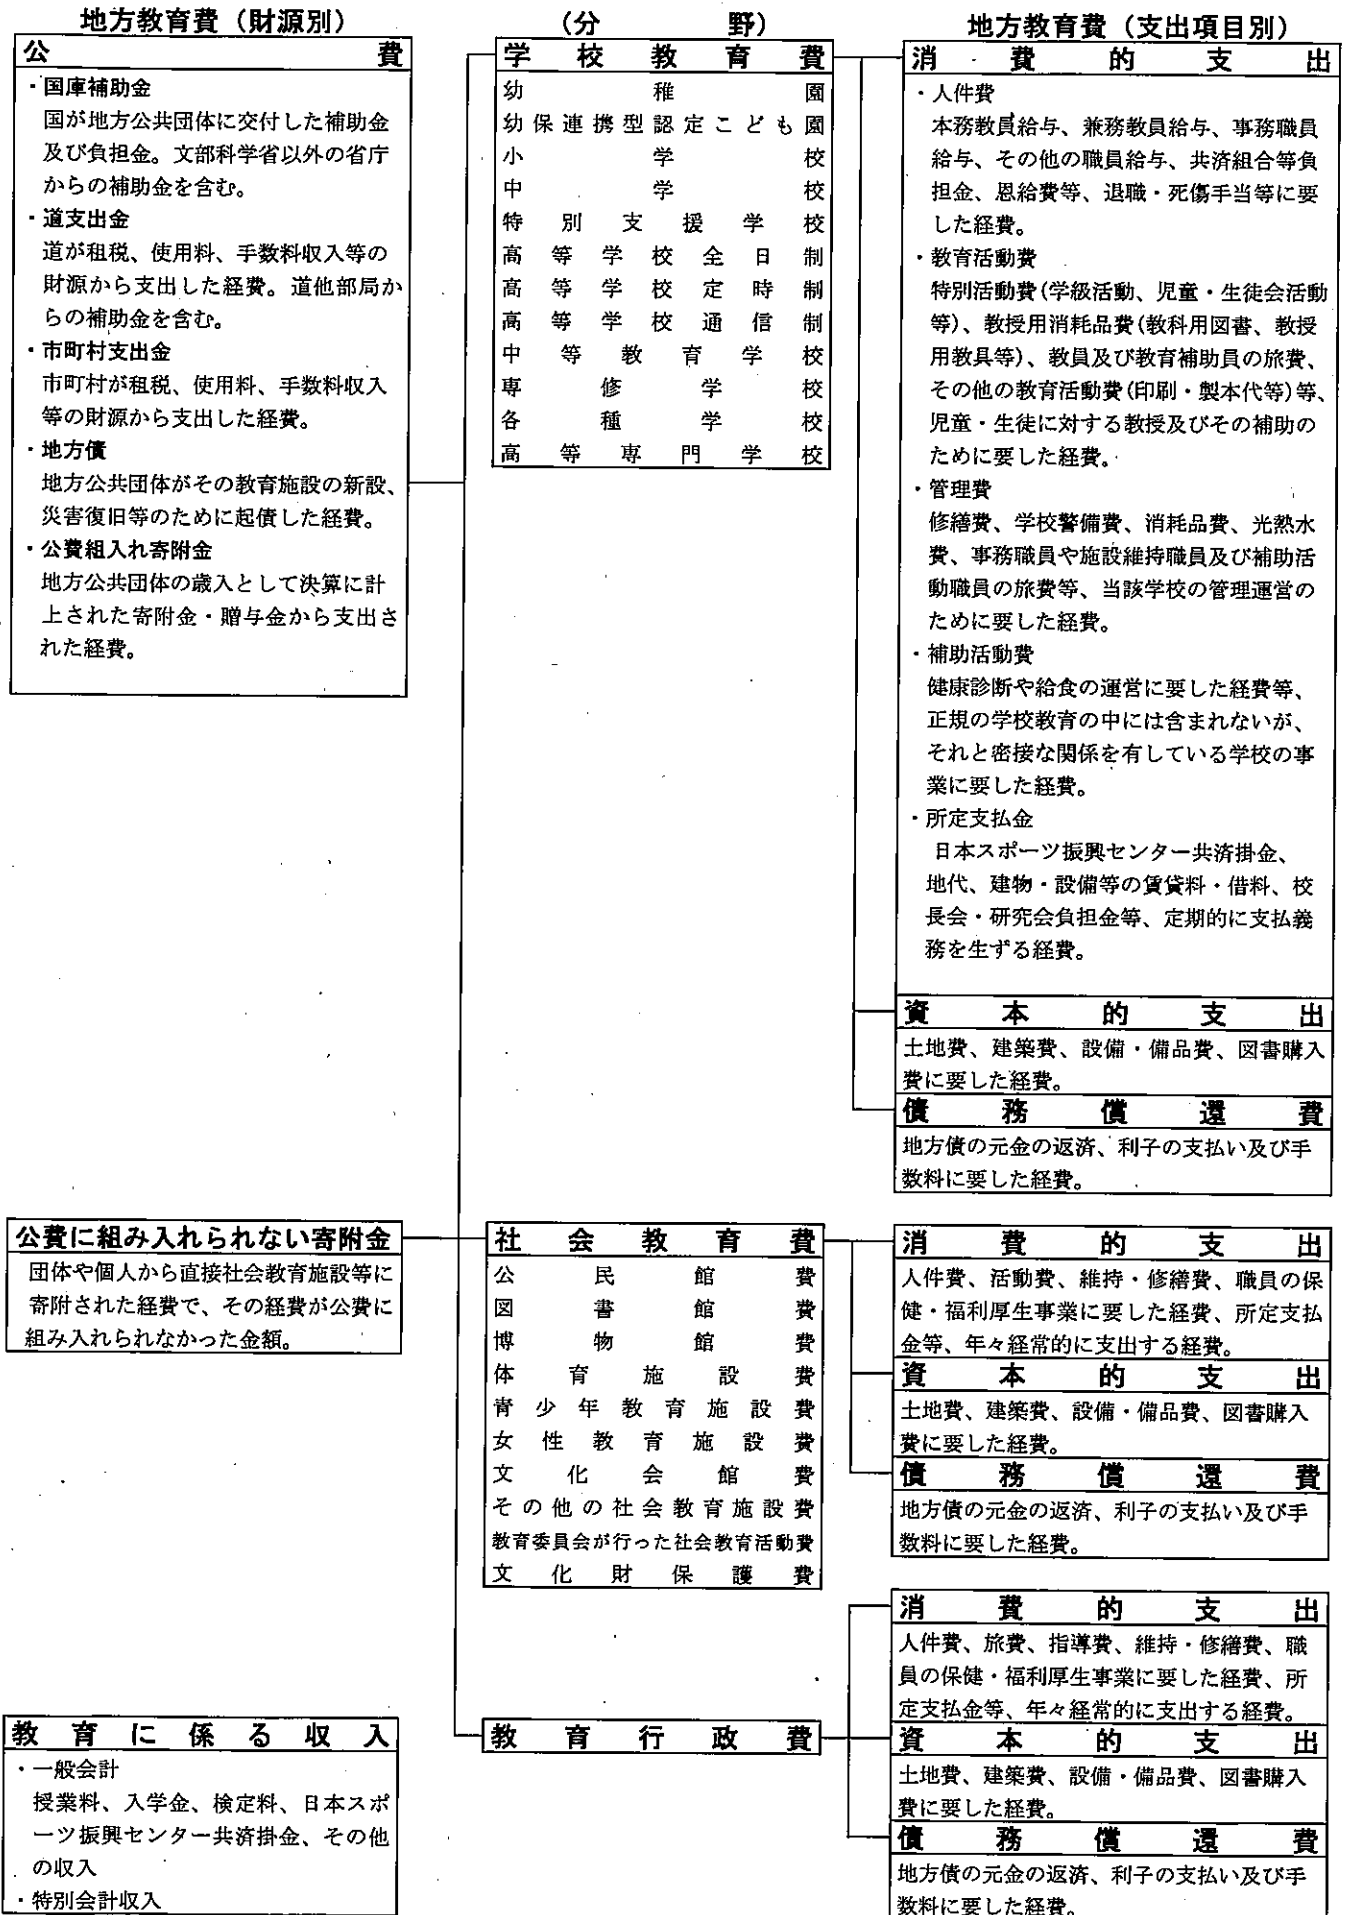 地方教育費（財源別）
公費
・国庫補助金
国が地方公共団体に交付した補助金
及び負担金。文部科学省以外の省庁
からの補助金を含む。
・道支出金
道が租税、使用料、手数料収入等の
財源から支出した経費。道他部局か
らの補助金を含む。
・市町村支出金
市町村が租税、使用料、手数料収入
等の財源から支出した経費。
・地方債
地方公共団体がその教育施設の新設、
災害復旧等のために起債した経費。
・公費組入れ寄附金
地方公共団体の歳入として決算に計
上された寄附金・贈与金から支出さ
れた経費。
公費に組み入れられない寄附金
団体や個人から直接社会教育施設等に
寄附された経費で、その経費が公費に
組み入れられなかった金額。
教育に係る収入
・一般会計
授業料、入学金、検定料、日本スポ
ーツ振興センター共済掛金、その他
の収入
・特別会計収入
（分野）
学校教育費
幼稚園
幼保連携型認定こども園
小学校
中学校
特別支援学校
高等学校全日制
高等学校定時制
高等学校通信制
中等教育学校
専修学校
各種学校
高等専門学校
社会教育費
公民館費
図書館費
博物館費
体育施設費
青少年教育施設費
女性教育施設費
文化会館費
その他の社会教育施設費
教育委員会が行った社会教育活動費
文化財保護費
教育行政費
地方教育費（支出項目別）
消費的支出
・人件費
本務教員給与、兼務教員給与、事務職員
給与、その他の職員給与、共済組合等負
担金、恩給費等、退職・死傷手当等に要
した経費。
・教育活動費
特別活動費(学級活動、児童・生徒会活動
等)、教授用消耗品費(教科用図書、教授
用教具等)、教員及び教育補助員の旅費、
その他の教育活動費(印刷・製本代等)等、
児童・生徒に対する教授及びその補助の
ために要した経費。
・管理費
修繕費、学校警備費、消耗品費、光熱水
費、事務職員や施設維持職員及び補助活
動職員の旅費等、当該学校の管理運営の
ために要した経費。
・補助活動費
健康診断や給食の運営に要した経費等、
正規の学校教育の中には含まれないが、
それと密接な関係を有している学校の事
業に要した経費。
・所定支払金
日本スポーツ振興センター共済掛金、
地代、建物・設備等の賃貸料・借料、校
長会・研究会負担金等、定期的に支払義
務を生ずる経費。
資本的支出
土地費、建築費、設備・備品費、図書購入
費に要した経費。
債務償還費
地方債の元金の返済、利子の支払い及び手
数料に要した経費。
消費的支出
人件費、活動費、維持・修繕費、職員の保
健・福利厚生事業に要した経費、所定支払
金等、年々経常的に支出する経費。
資本的支出
土地費、建築費、設備・備品費、図書購入
費に要した経費。
債務償還費
地方債の元金の返済、利子の支払い及び手
数料に要した経費。
消費的支出
人件費、旅費、指導費、維持・修繕費、職
員の保健・福利厚生事業に要した経費、所
定支払金等、年々経常的に支出する経費。
資本的支出
土地費、建築費、設備・備品費、図書購入
費に要した経費。
債務償還費
地方債の元金の返済、利子の支払い及び手
数料に要した経費。